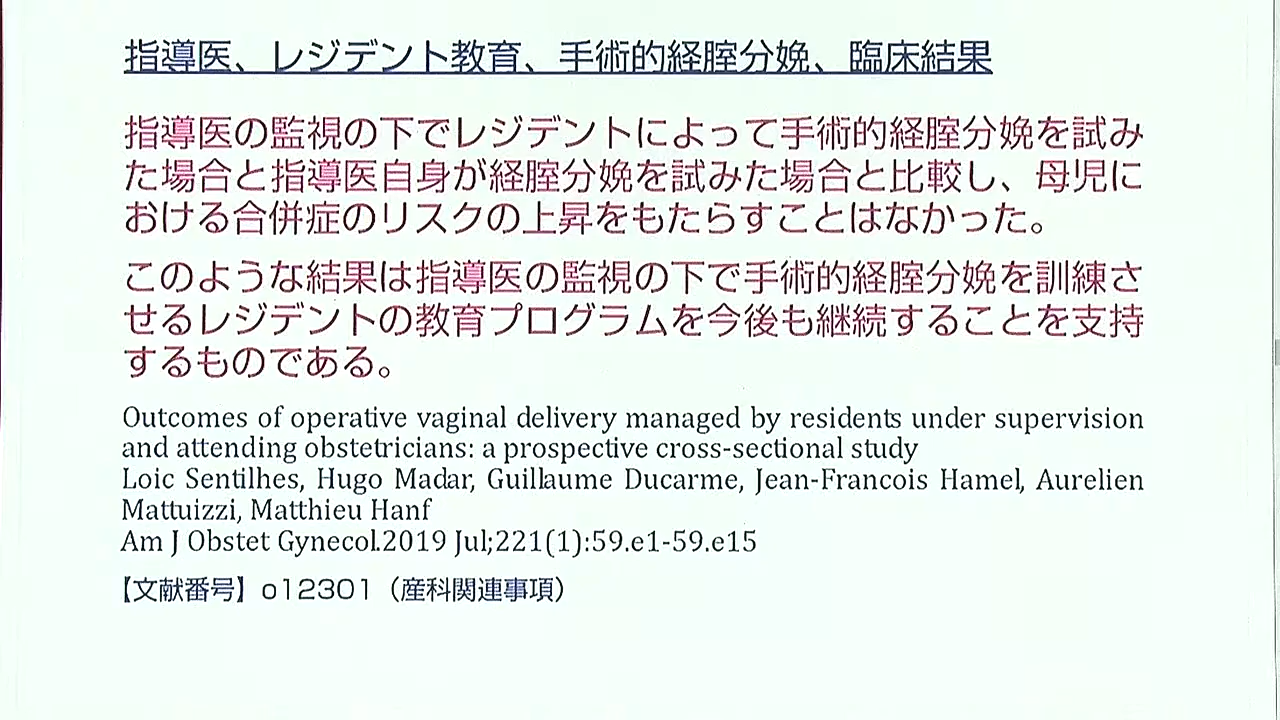 指導医、レジデント教育、手術的経腟分娩、臨床結果
指導医の監視の下でレジデントによって手術的経腟分娩を試み
た場合と指導医自身が経腟分娩を試みた場合と比較し、母児に
おける合併症のリスクの上昇をもたらすことはなかった。
このような結果は指導医の監視の下で手術的経腟分娩を訓練さ
せるレジデントの教育プログラムを今後も継続することを支持
するものである。
Outcomes of operative vaginal delivery managed by residents under supervision
and attending obstetricians: a prospective cross-sectional study
Loic Sentilhes, Hugo Madar, Guillaume Ducarme, Jean-Francois Hamel, Aurelien
Mattuizzi, Matthieu Hanf
Am J Obstet Gynecol.2019 Jul;221(1):59.e1-59.e15
【文献番号】o12301（産科関連事項）